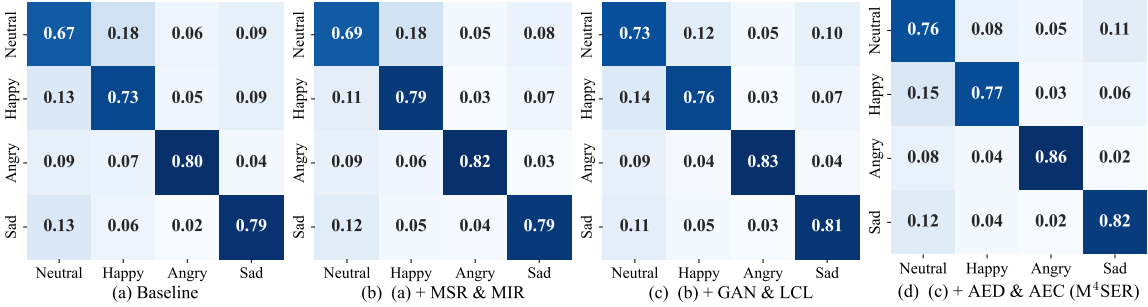 Neutral 0.67 0.18 0.06 0.09
Happy 0.13 0.73 0.05 0.09
Angry 0.09 0.07 0.80 0.04
Sad 0.13 0.06 0.02 0.79
Neutral Happy Angry Sad
(a) Baseline
Neutral 0.69 0.18 0.05 0.08
Happy 0.11 0.79 0.03 0.07
Angry 0.09 0.06 0.82 0.03
Sad 0.12 0.05 0.04 0.79
Neutral Happy Angry Sad
(b) (a) + MSR & MIR
Neutral 0.73 0.12 0.05 0.10
Happy 0.14 0.76 0.03 0.07
Angry 0.09 0.04 0.83 0.04
Sad 0.11 0.05 0.03 0.81
Neutral Happy Angry Sad
(c) (b) + GAN & LCL
Neutral 0.76 0.08 0.05 0.11
Happy 0.15 0.77 0.03 0.06
Angry 0.08 0.04 0.86 0.02
Sad 0.12 0.04 0.02 0.82
Neutral Happy Angry Sad
(d) (c) + AED & AEC (M⁴SER)